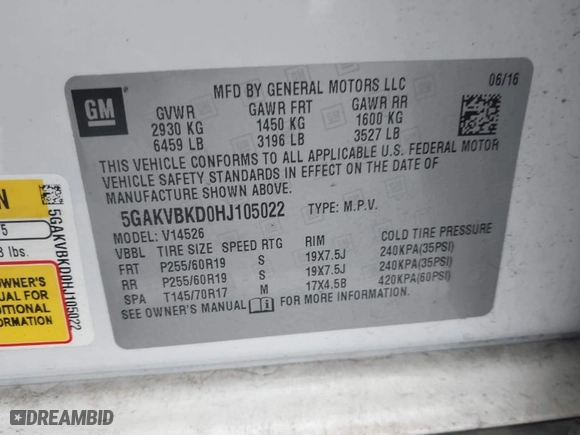 MFD BY GENERAL MOTORS LLC
06/16
GM
GVWR GAWR FRT GAWR RR
2930 KG 1450 KG 1600 KG
6459 LB 3196 LB 3527 LB
THIS VEHICLE CONFORMS TO ALL APPLICABLE U.S. FEDERAL MOTOR
VEHICLE SAFETY STANDARDS IN EFFECT ON THE DATE OF
MANUFACTURE SHOWN ABOVE.
5GAKVBKD0HJ105022 TYPE: M.P.V.
MODEL: V14526
VBBL TIRE SIZE SPEED RTG RIM COLD TIRE PRESSURE
FRT P255/60R19 S 19X7.5J 240KPA(35PSI)
RR P255/60R19 S 19X7.5J 240KPA(35PSI)
SPA T145/70R17 M 17X4.5B 420KPA(60PSI)
SEE OWNER'S MANUAL FOR MORE INFORMATION.
5GAKVBKD0HJ105022
lbs.
OWNER'S
FOR
DREAMBID